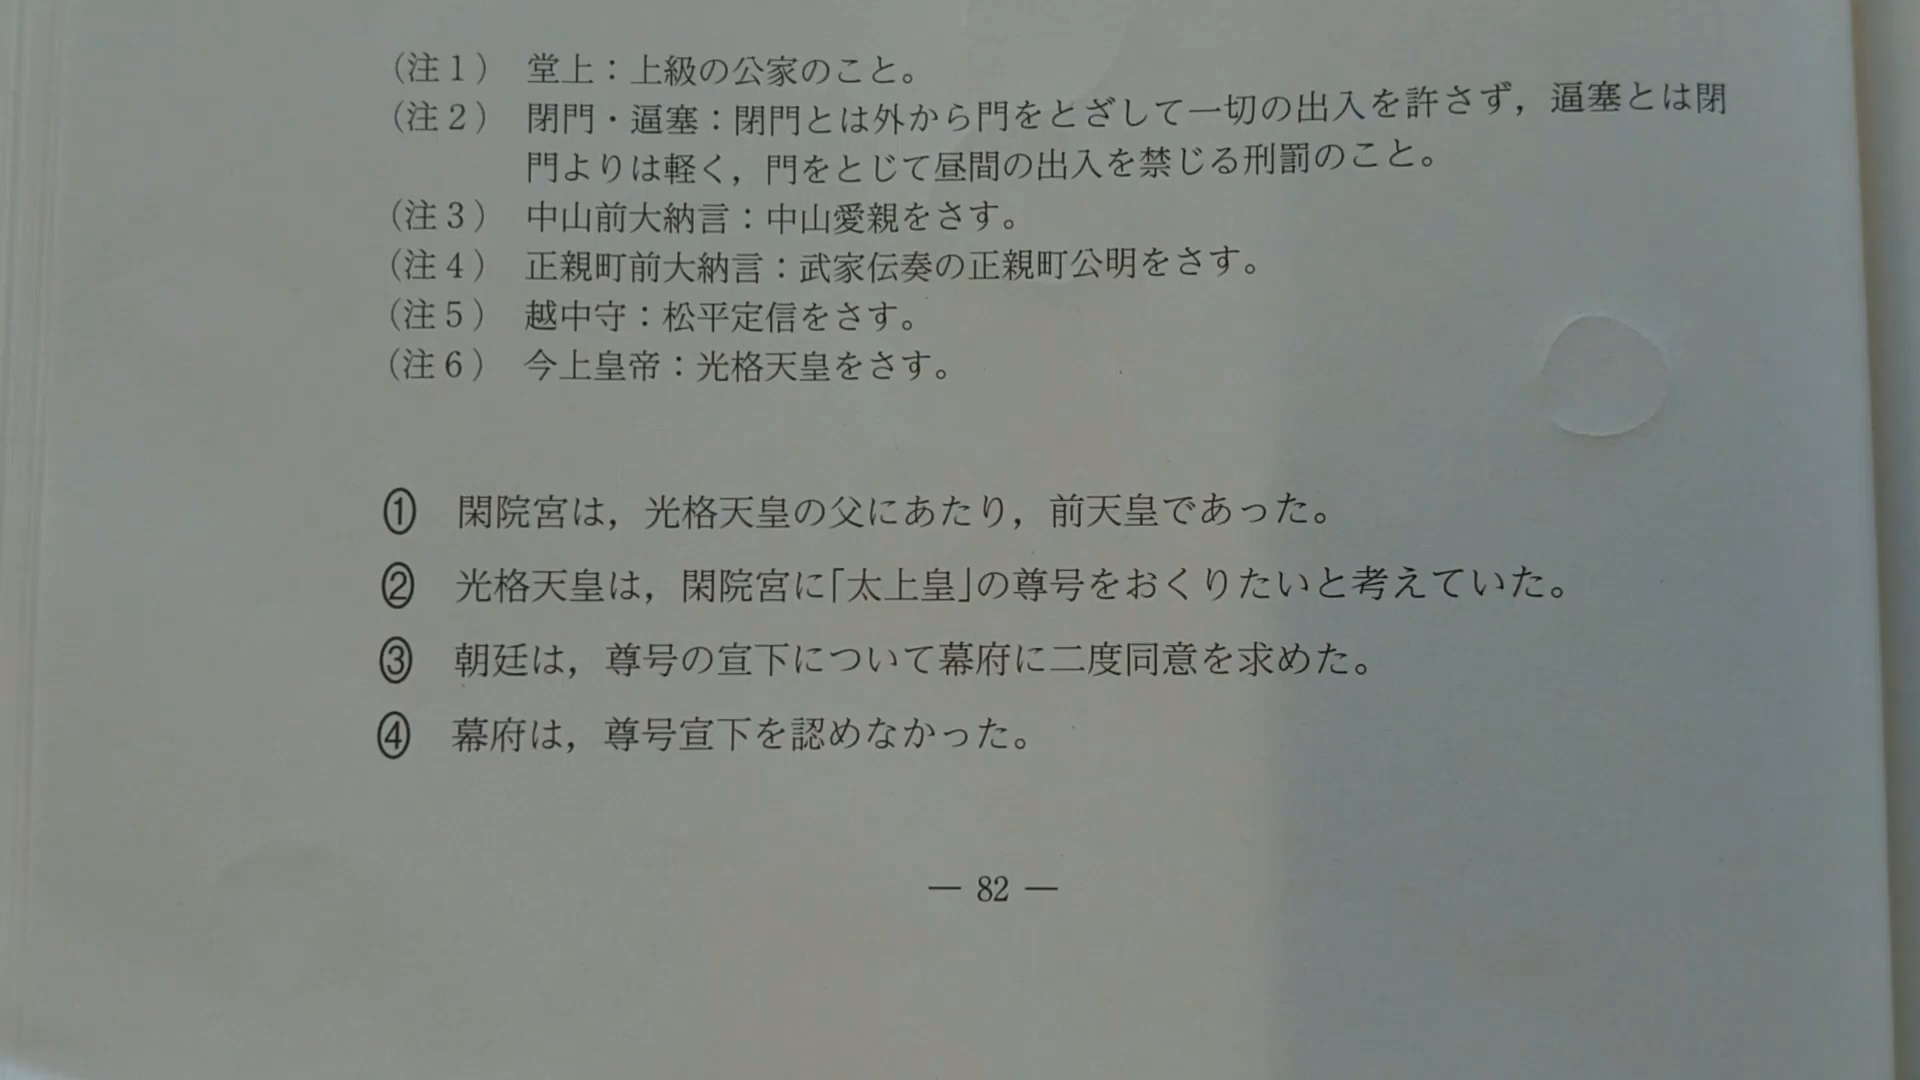 （注１）　堂上：上級の公家のこと。
（注２）　閉門・逼塞：閉門とは外から門をとざして一切の出入を許さず，逼塞とは閉
門よりは軽く，門をとじて昼間の出入を禁じる刑罰のこと。
（注３）　中山前大納言：中山愛親をさす。
（注４）　正親町前大納言：武家伝奏の正親町公明をさす。
（注５）　越中守：松平定信をさす。
（注６）　今上皇帝：光格天皇をさす。
①　閑院宮は，光格天皇の父にあたり，前天皇であった。
②　光格天皇は，閑院宮に「太上皇」の尊号をおくりたいと考えていた。
③　朝廷は，尊号の宣下について幕府に二度同意を求めた。
④　幕府は，尊号宣下を認めなかった。
— 82 —